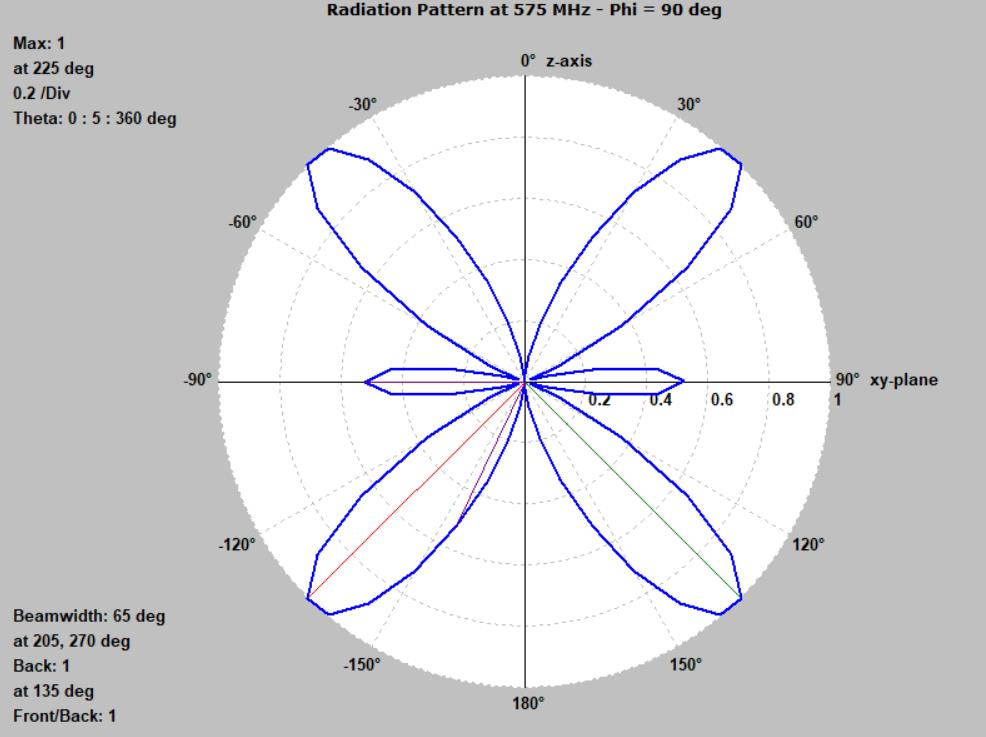 Radiation Pattern at 575 MHz - Phi = 90 deg
Max: 1
at 225 deg
0.2 /Div
Theta: 0 : 5 : 360 deg
0° z-axis
-30°
30°
-60°
60°
-90°
90° xy-plane
0.2
0.4
0.6
0.8
1
-120°
120°
-150°
150°
180°
Beamwidth: 65 deg
at 205, 270 deg
Back: 1
at 135 deg
Front/Back: 1